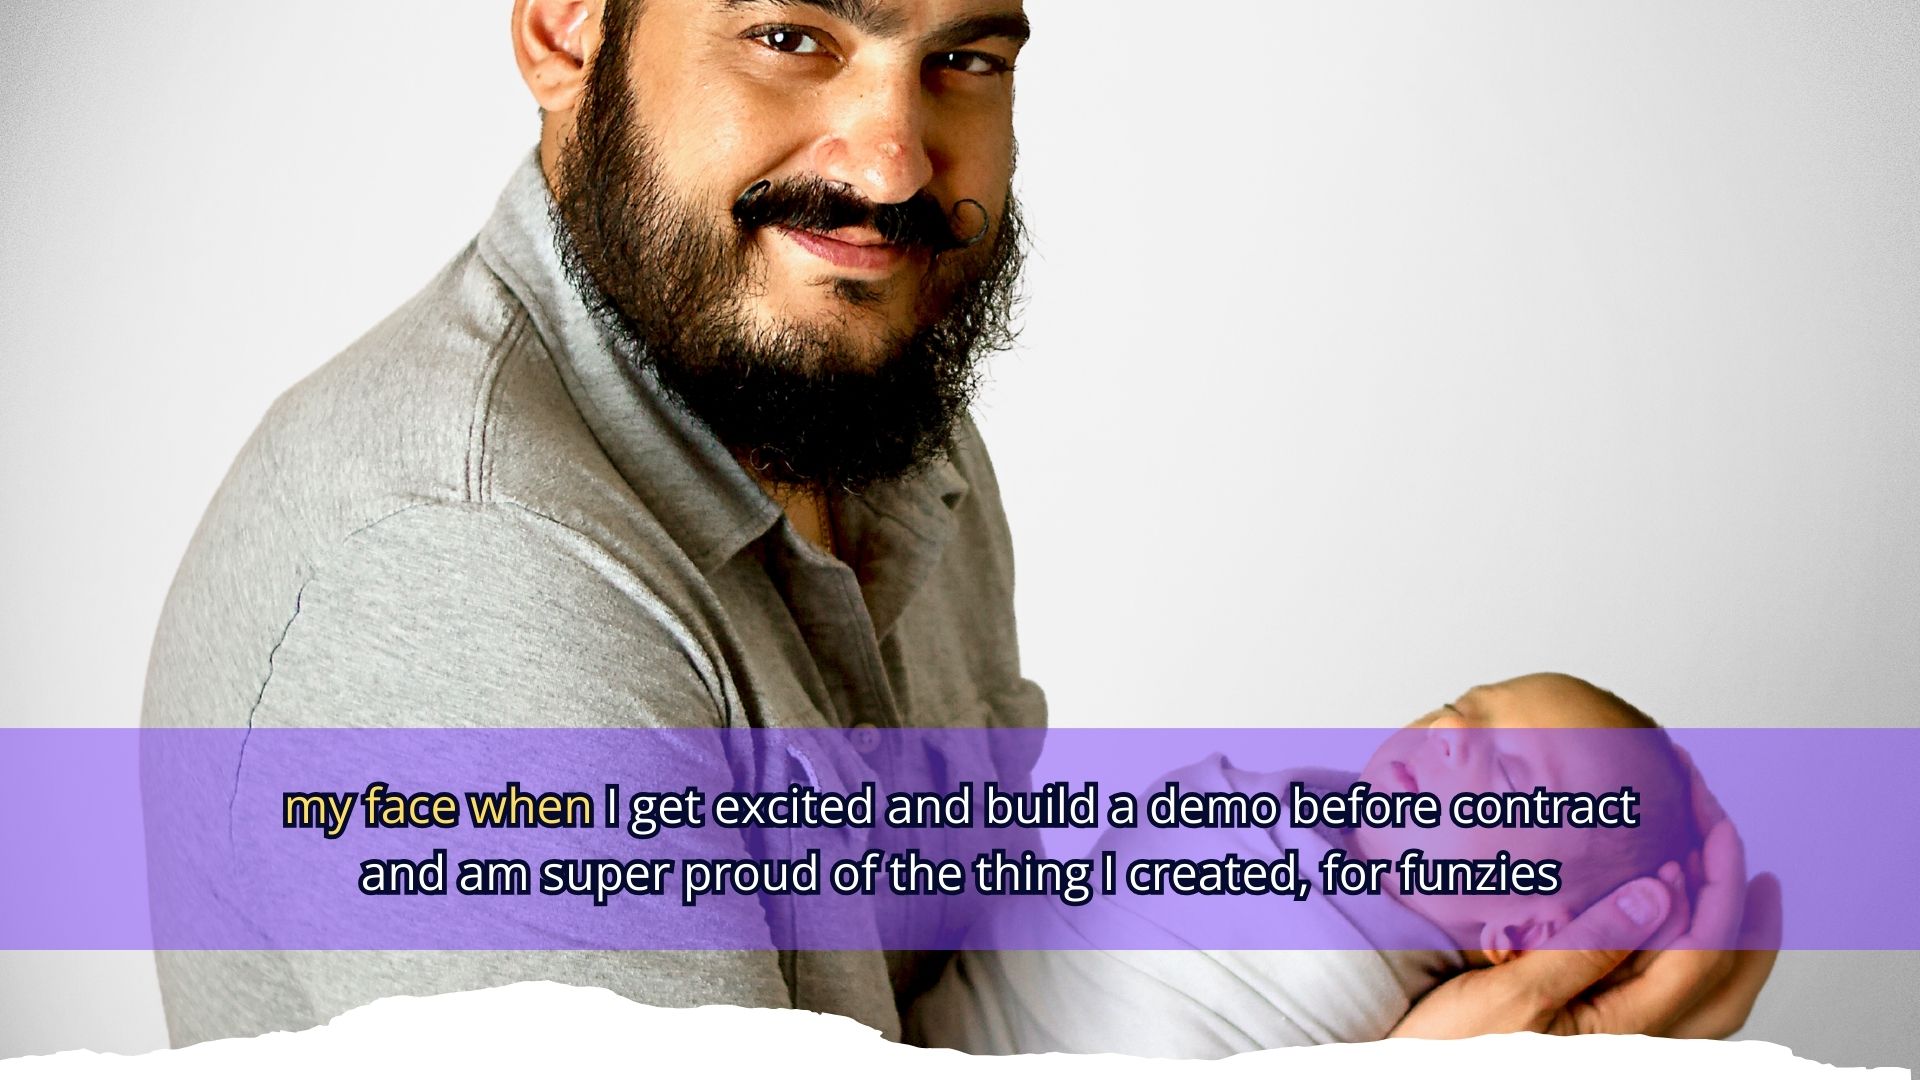 my face when I get excited and build a demo before contract
and am super proud of the thing I created, for funzies